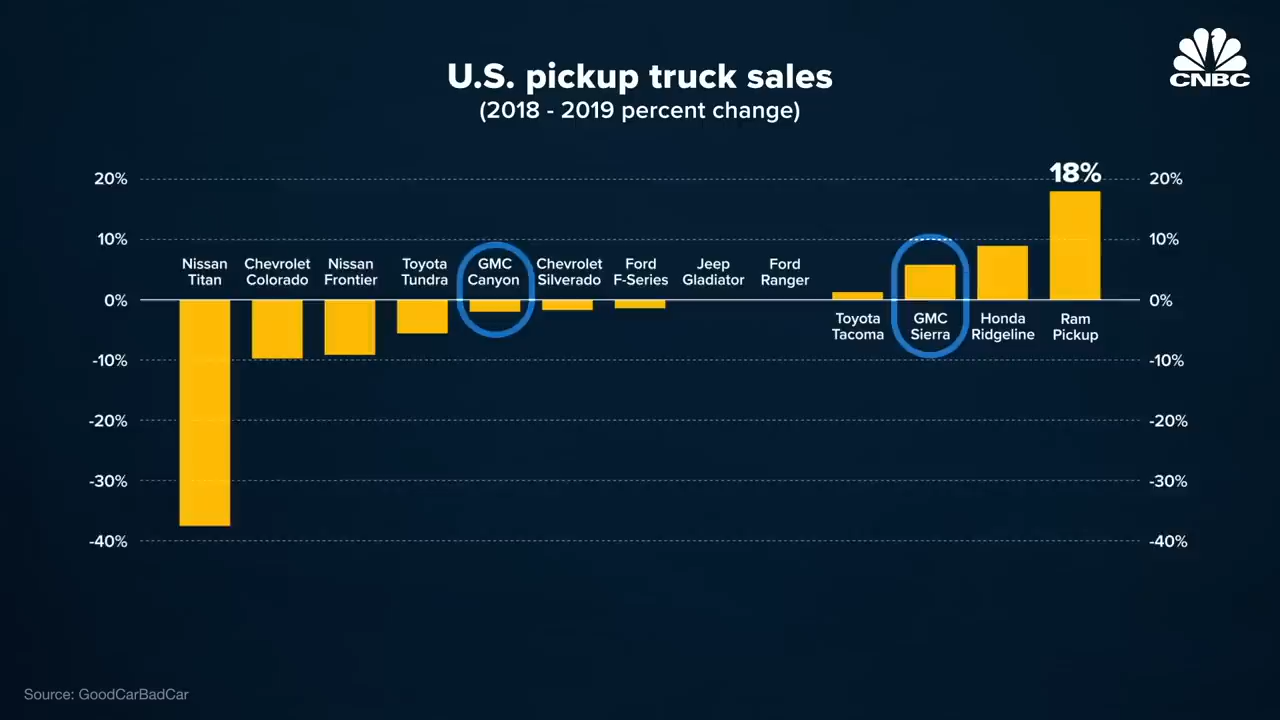 CNBC
U.S. pickup truck sales
(2018 - 2019 percent change)
18%
20%
20%
10%
10%
Nissan
Titan
Chevrolet
Colorado
Nissan
Frontier
Toyota
Tundra
GMC
Canyon
Chevrolet
Silverado
Ford
F-Series
Jeep
Gladiator
Ford
Ranger
0%
0%
Toyota
Tacoma
GMC
Sierra
Honda
Ridgeline
Ram
Pickup
-10%
-10%
-20%
-20%
-30%
-30%
-40%
-40%
Source: GoodCarBadCar